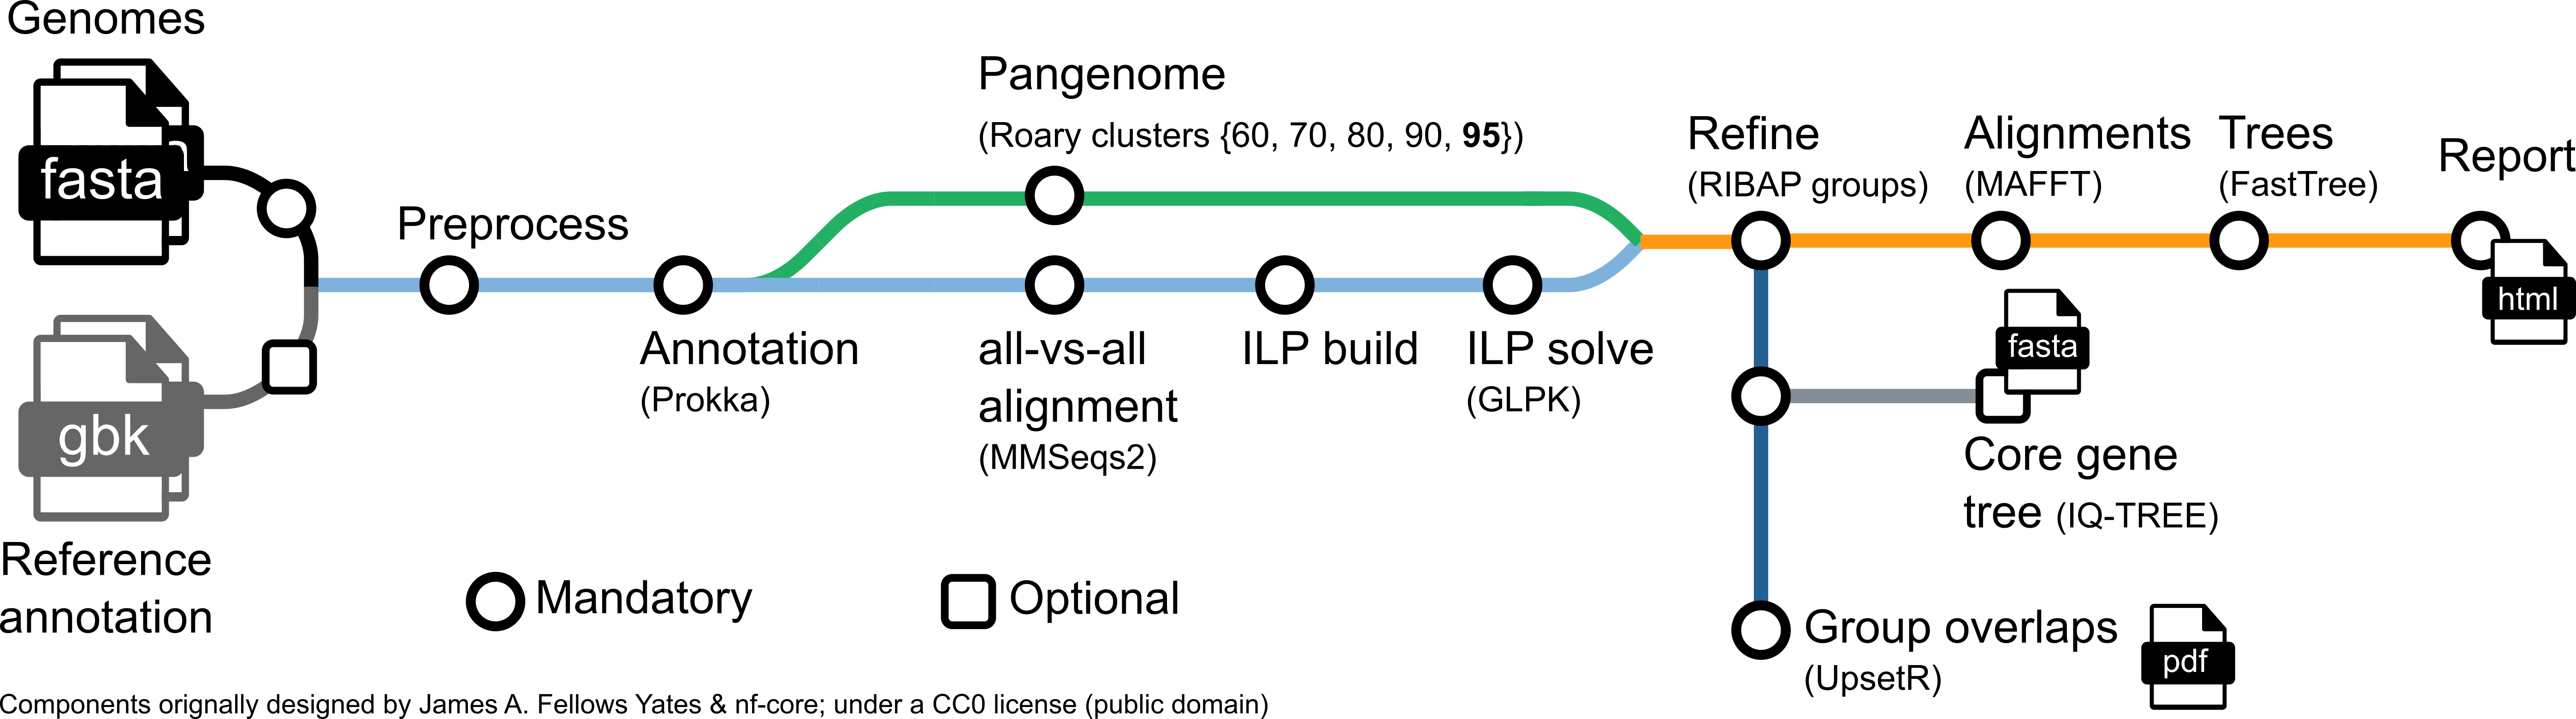 Genomes
fasta
gbk
Reference
annotation
Preprocess
Annotation
(Prokka)
Pangenome
(Roary clusters {60, 70, 80, 90, 95})
all-vs-all
alignment
(MMSeqs2)
ILP build
ILP solve
(GLPK)
Refine
(RIBAP groups)
Alignments
(MAFFT)
Trees
(FastTree)
Report
html
fasta
Core gene
tree (IQ-TREE)
Group overlaps
(UpsetR)
pdf
Mandatory
Optional
Components orignally designed by James A. Fellows Yates & nf-core; under a CC0 license (public domain)